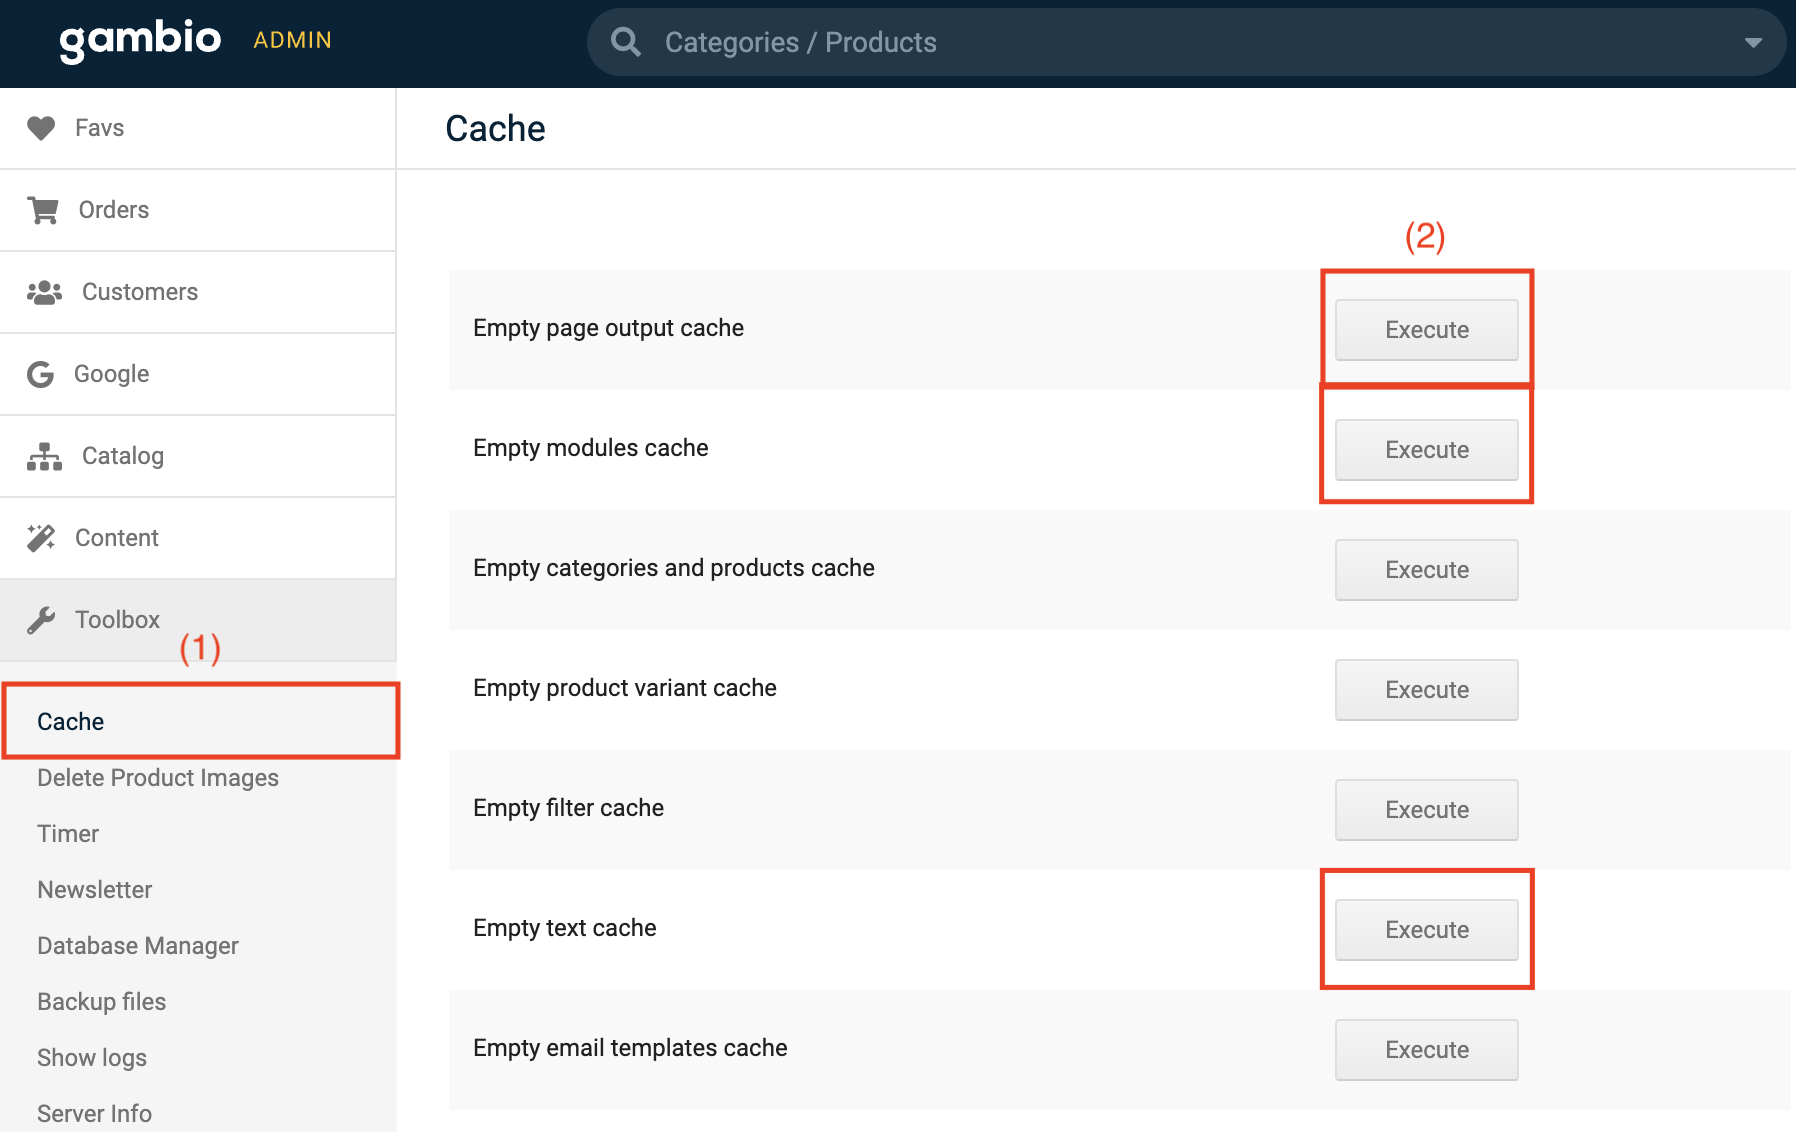 gambio ADMIN
Categories / Products
Favs
Orders
Customers
Google
Catalog
Content
Toolbox
(1)
Cache
Delete Product Images
Timer
Newsletter
Database Manager
Backup files
Show logs
Server Info
Cache
(2)
Empty page output cache Execute
Empty modules cache Execute
Empty categories and products cache Execute
Empty product variant cache Execute
Empty filter cache Execute
Empty text cache Execute
Empty email templates cache Execute